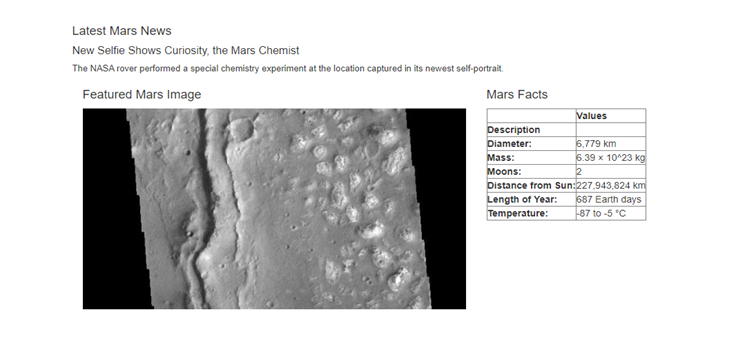 Latest Mars News
New Selfie Shows Curiosity, the Mars Chemist
The NASA rover performed a special chemistry experiment at the location captured in its newest self-portrait.
Featured Mars Image
Mars Facts
Values
Description
Diameter: 6,779 km
Mass: 6.39 × 10^23 kg
Moons: 2
Distance from Sun: 227,943,824 km
Length of Year: 687 Earth days
Temperature: -87 to -5 °C